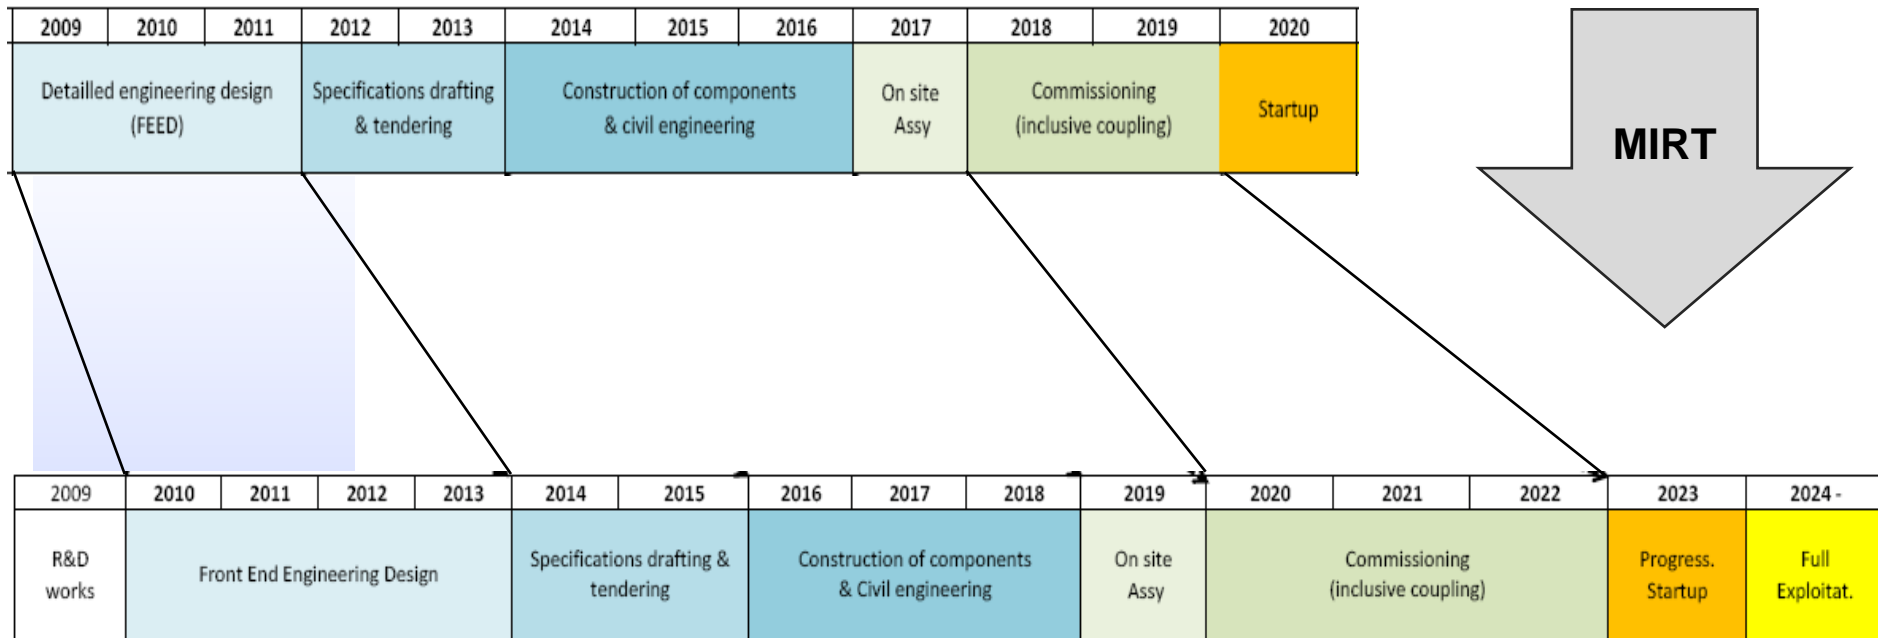 2009 2010 2011 2012 2013 2014 2015 2016 2017 2018 2019 2020
Detailled engineering design
(FEED)
Specifications drafting
& tendering
Construction of components
& civil engineering
On site
Assy
Commissioning
(inclusive coupling)
Startup
MIRT
2009 2010 2011 2012 2013 2014 2015 2016 2017 2018 2019 2020 2021 2022 2023 2024 -
R&D
works
Front End Engineering Design
Specifications drafting &
tendering
Construction of components
& Civil engineering
On site
Assy
Commissioning
(inclusive coupling)
Progress.
Startup
Full
Exploitat.